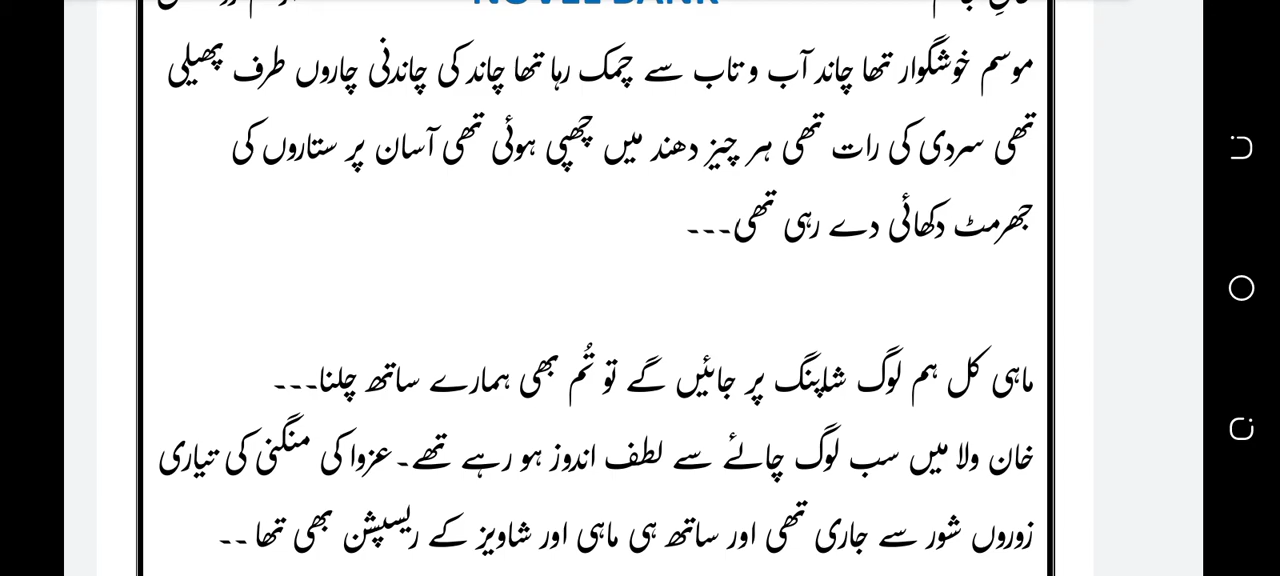 NOVEL BANK
موسم خوشگوار تھا چاند آب و تاب سے چمک رہا تھا چاند کی چاندنی چاروں طرف پھیلی
تھی سردی کی رات تھی ہر چیز دھند میں چھپی ہوئی تھی آسان پر ستاروں کی
جھرمٹ دکھائی دے رہی تھی---
ماہی کل ہم لوگ شاپنگ پر جائیں گے تو تُم بھی ہمارے ساتھ چلنا---
خان ولا میں سب لوگ چائے سے لطف اندوز ہو رہے تھے۔ عزوا کی منگنی کی تیاری
زوروں شور سے جاری تھی اور ساتھ ہی ماہی اور شاویز کے ریسپشن بھی تھا --